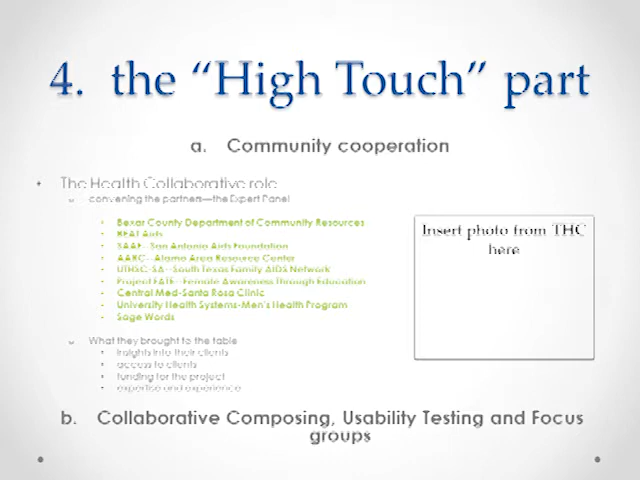 4. the “High Touch” part
a. Community cooperation
The Health Collaborative role
convening the partners—the Expert Panel
Bexar County Department of Community Resources
BEAT Aids
SAAF--San Antonio Aids Foundation
AARC--Alamo Area Resource Center
UTHSC-SA--South Texas Family AIDS Network
Project FATE--Female Awareness Through Education
Central Med-Santa Rosa Clinic
University Health Systems-Men's Health Program
Sage Words
What they brought to the table
insights into their clients
access to clients
funding for the project
expertise and experience
Insert photo from THC
here
b. Collaborative Composing, Usability Testing and Focus
groups